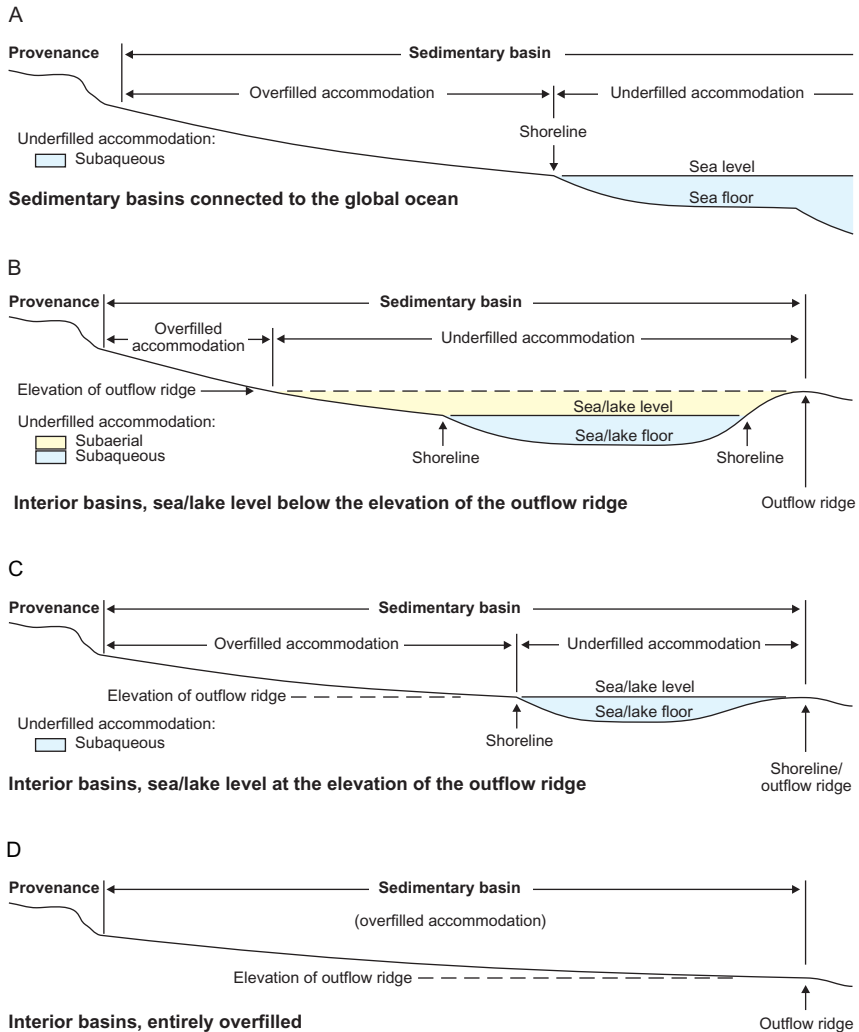 A
Provenance
Sedimentary basin
Overfilled accommodation
Underfilled accommodation
Shoreline
Underfilled accommodation:
Subaqueous
Sea level
Sea floor
Sedimentary basins connected to the global ocean
B
Provenance
Sedimentary basin
Overfilled
accommodation
Underfilled accommodation
Elevation of outflow ridge
Underfilled accommodation:
Subaerial
Subaqueous
Sea/lake level
Sea/lake floor
Shoreline
Shoreline
Interior basins, sea/lake level below the elevation of the outflow ridge
Outflow ridge
C
Provenance
Sedimentary basin
Overfilled accommodation
Underfilled accommodation
Elevation of outflow ridge
Sea/lake level
Sea/lake floor
Underfilled accommodation:
Subaqueous
Shoreline
Shoreline/
outflow ridge
Interior basins, sea/lake level at the elevation of the outflow ridge
D
Provenance
Sedimentary basin
(overfilled accommodation)
Elevation of outflow ridge
Interior basins, entirely overfilled
Outflow ridge